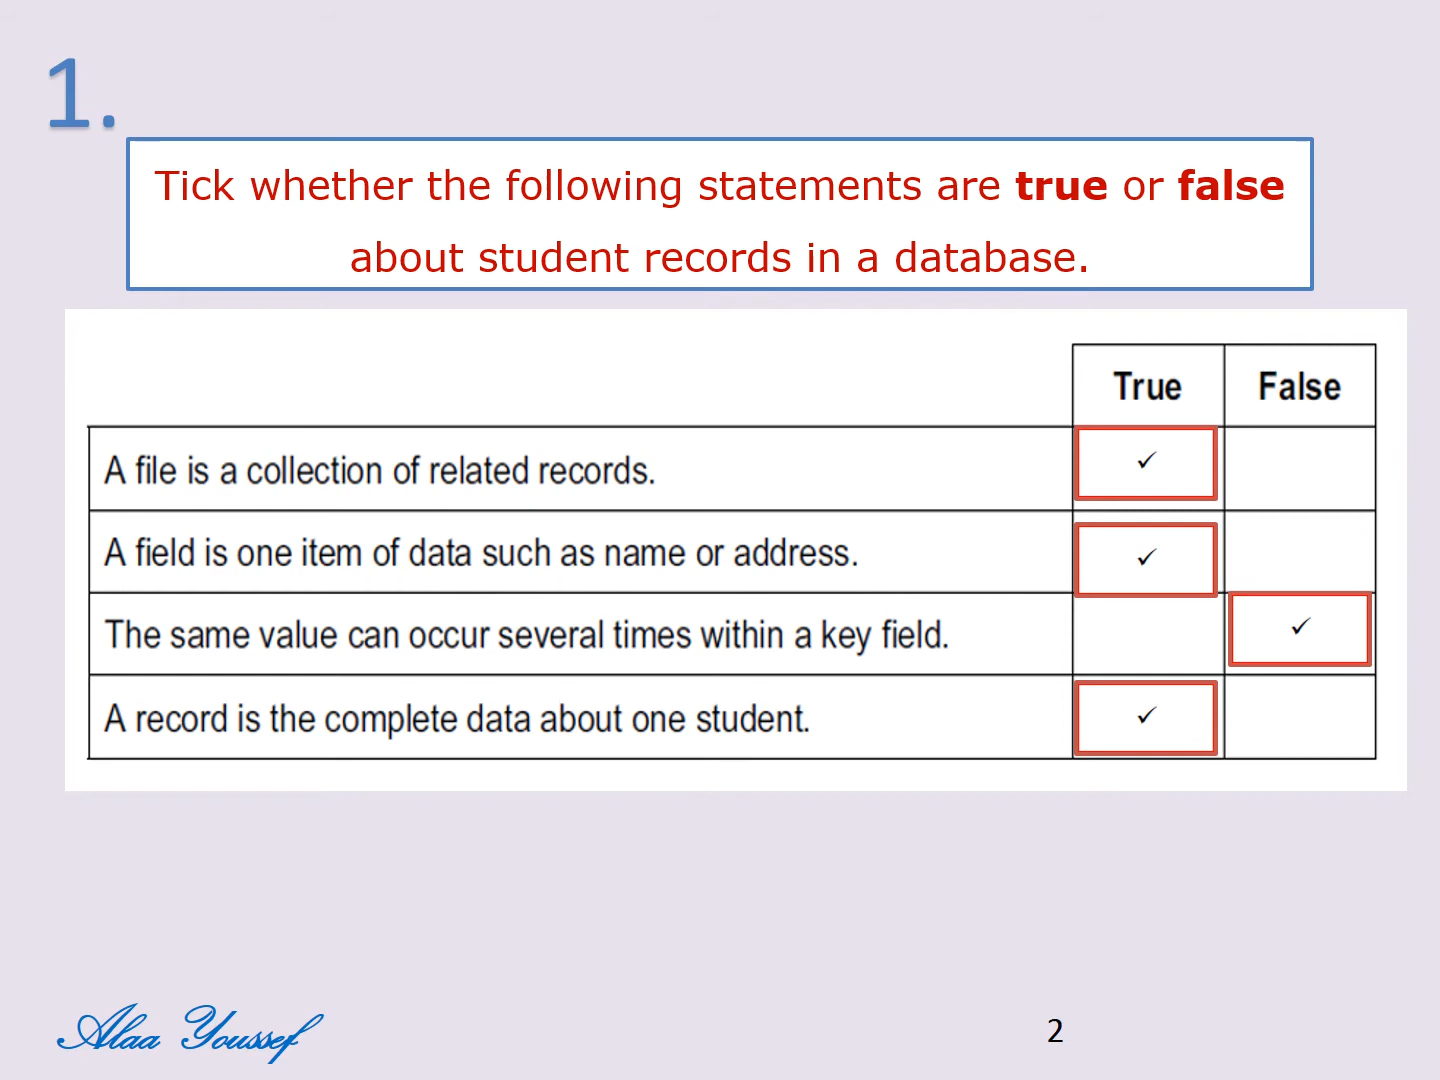 1.
Tick whether the following statements are true or false
about student records in a database.
True False
A file is a collection of related records. ✓
A field is one item of data such as name or address. ✓
The same value can occur several times within a key field. ✓
A record is the complete data about one student. ✓
Alaa Youssef
2